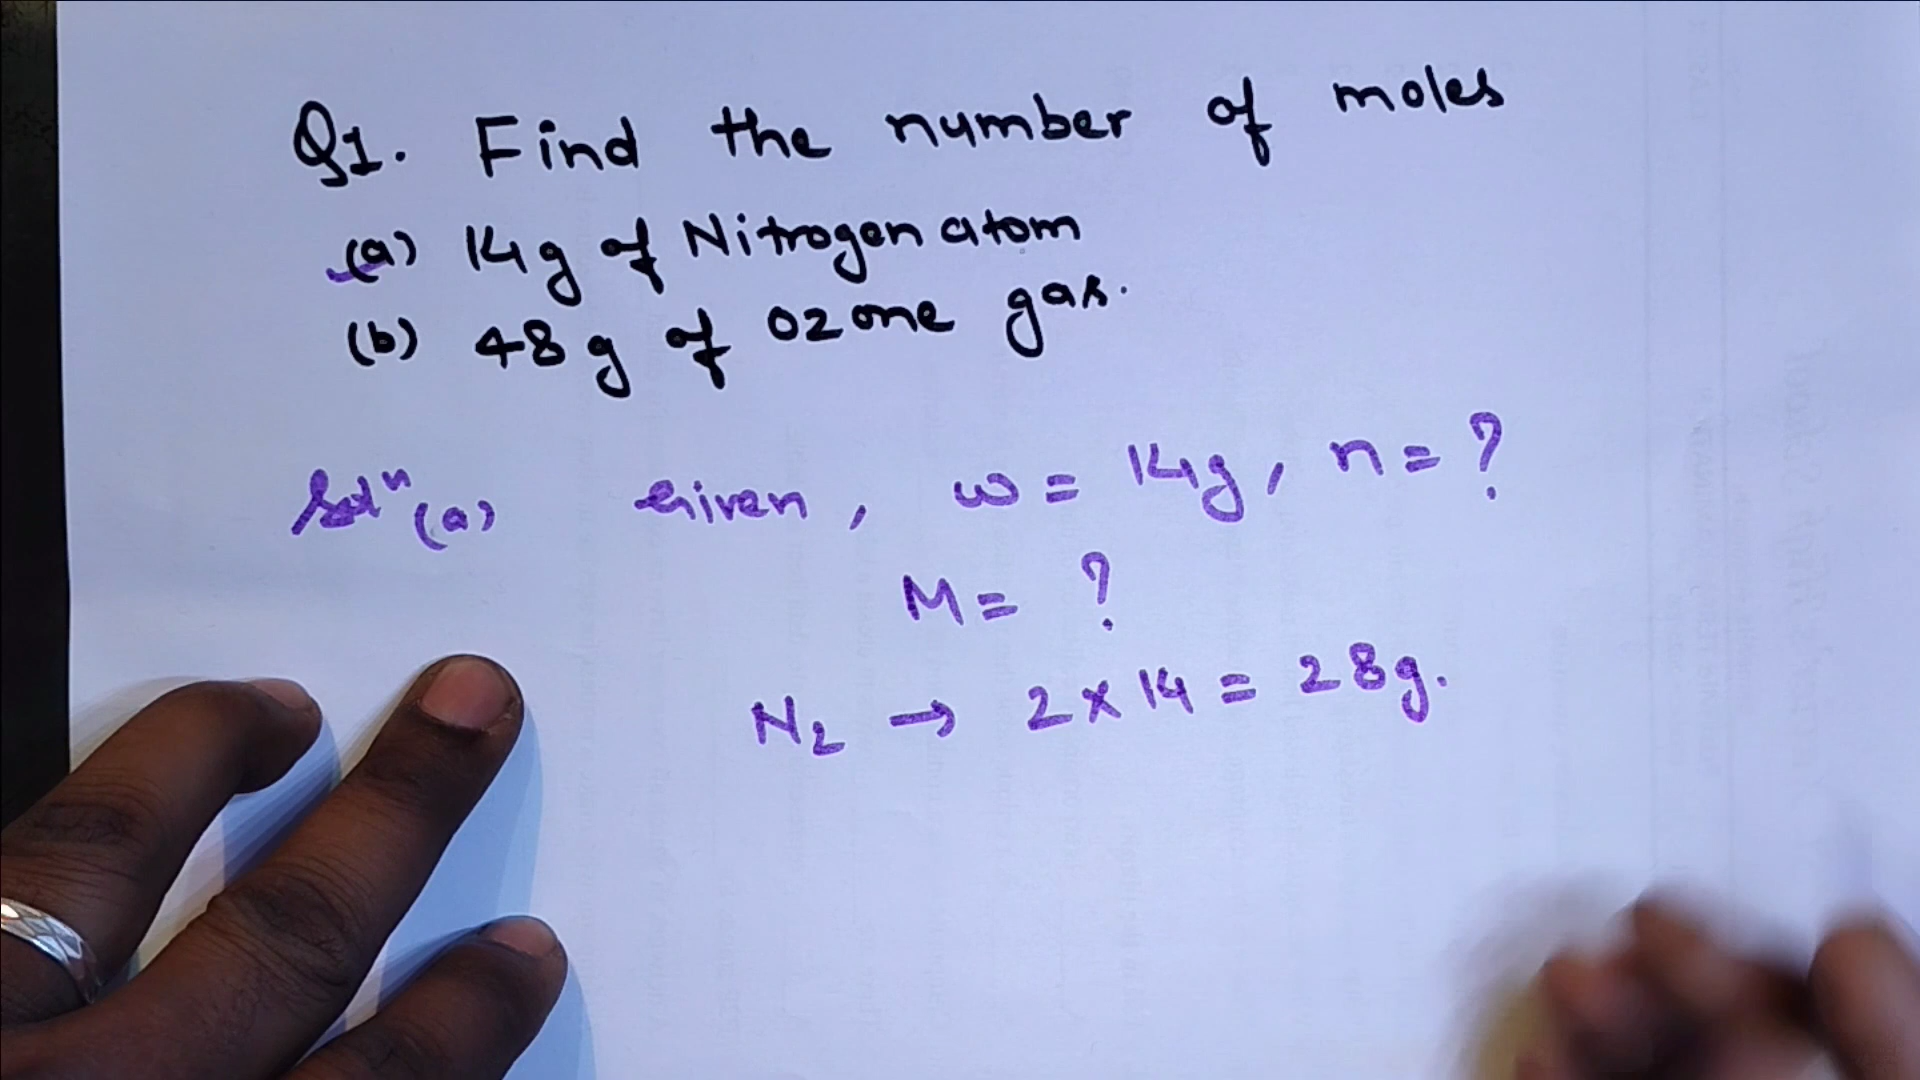 Q1. Find the number of moles
(a) 14g of Nitrogen atom
(b) 48g of ozone gas.
Solⁿ (a) Given, w = 14g, n = ?
M = ?
N₂ → 2 × 14 = 28g.